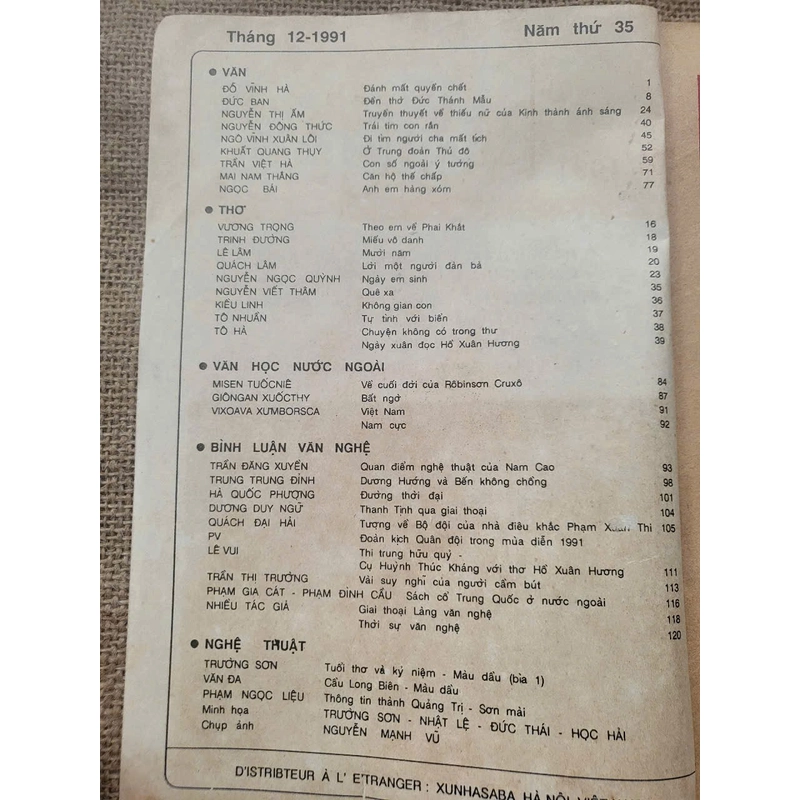 Tháng 12-1991 Năm thứ 35
● VĂN
ĐỖ VĨNH HÀ Đánh mất quyền chết 1
ĐỨC BAN Đền thờ Đức Thánh Mẫu 8
NGUYỄN THỊ ẤM Truyền thuyết về thiếu nữ của Kinh thành ánh sáng 24
NGUYỄN ĐÔNG THỨC Trái tim con rắn 40
NGÔ VĨNH XUÂN LÔI Đi tìm người cha mất tích 45
KHUẤT QUANG THỤY Ở Trung đoàn Thủ đô 52
TRẦN VIỆT HÀ Con số ngoài ý tưởng 59
MAI NAM THẮNG Căn hộ thế chấp 71
NGỌC BÁI Anh em hàng xóm 77
● THƠ
VƯƠNG TRỌNG Theo em về Phai Khắt 16
TRINH ĐƯỜNG Miếu vô danh 18
LÊ LÂM Mười năm 19
QUÁCH LÂM Lời một người đàn bà 20
NGUYỄN NGỌC QUỲNH Ngày em sinh 23
NGUYỄN VIẾT THÂM Quê xa 35
KIỀU LINH Không gian con 36
TÔ NHUẦN Tự tình với biển 37
TÔ HÀ Chuyện không có trong thư 38
Ngày xuân đọc Hồ Xuân Hương 39
● VĂN HỌC NƯỚC NGOÀI
MISEN TUỐCNIÊ Về cuối đời của Rôbinsơn Cruxô 84
GIÔNGAN XUỐCTHY Bất ngờ 87
VIXOAVA XƯMBORSCA Việt Nam 91
Nam cực 92
● BÌNH LUẬN VĂN NGHỆ
TRẦN ĐĂNG XUYỀN Quan điểm nghệ thuật của Nam Cao 93
TRUNG TRUNG ĐỈNH Dương Hướng và Bến không chồng 98
HÀ QUỐC PHƯỢNG Đường thời đại 101
DƯƠNG DUY NGỮ Thanh Tịnh qua giai thoại 104
QUÁCH ĐẠI HẢI Tượng về Bộ đội của nhà điêu khắc Phạm Xuân Thi 105
PV Đoàn kịch Quân đội trong mùa diễn 1991
LÊ VUI Thi trung hữu quỷ -
Cụ Huỳnh Thúc Kháng với thơ Hồ Xuân Hương 111
TRẦN THỊ TRƯỜNG Vài suy nghĩ của người cầm bút 113
PHẠM GIA CÁT - PHẠM ĐÌNH CẦU Sách cổ Trung Quốc ở nước ngoài 116
NHIỀU TÁC GIẢ Giai thoại Làng văn nghệ 118
Thời sự văn nghệ 120
● NGHỆ THUẬT
TRƯỜNG SƠN Tuổi thơ và kỷ niệm - Màu dầu (bìa 1)
VĂN ĐA Cầu Long Biên - Màu dầu
PHẠM NGỌC LIỆU Thông tin thành Quảng Trị - Sơn mài
Minh họa TRƯỜNG SƠN - NHẬT LỆ - ĐỨC THÁI - HỌC HẢI
Chụp ảnh NGUYỄN MẠNH VŨ
D'ISTRIBTEUR À L' E'TRANGER : XUNHASABA, HÀ NỘI